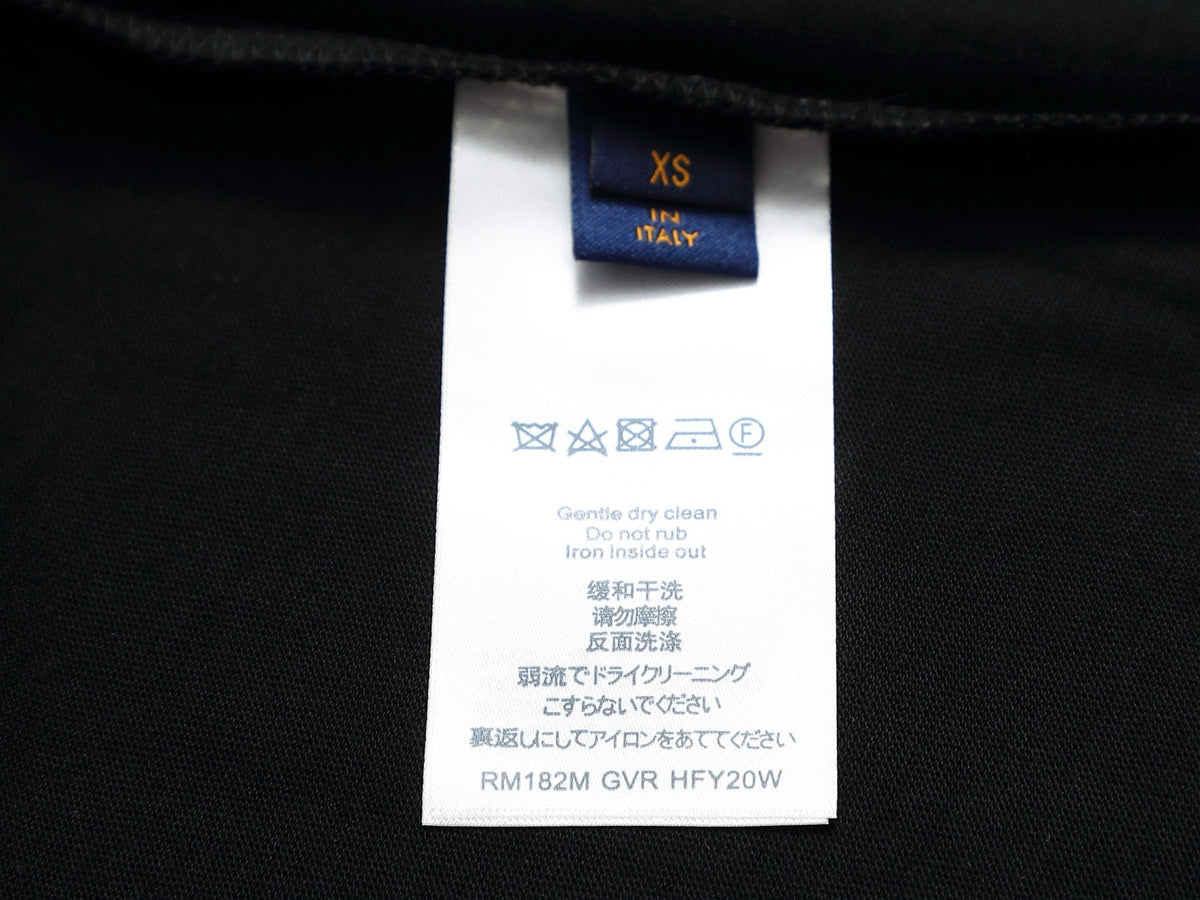 XS
IN
ITALY
F
Gentle dry clean
Do not rub
Iron inside out
缓和干洗
请勿摩擦
反面洗涤
弱流でドライクリーニング
こすらないでください
裏返しにしてアイロンをあててください
RM182M GVR HFY20W